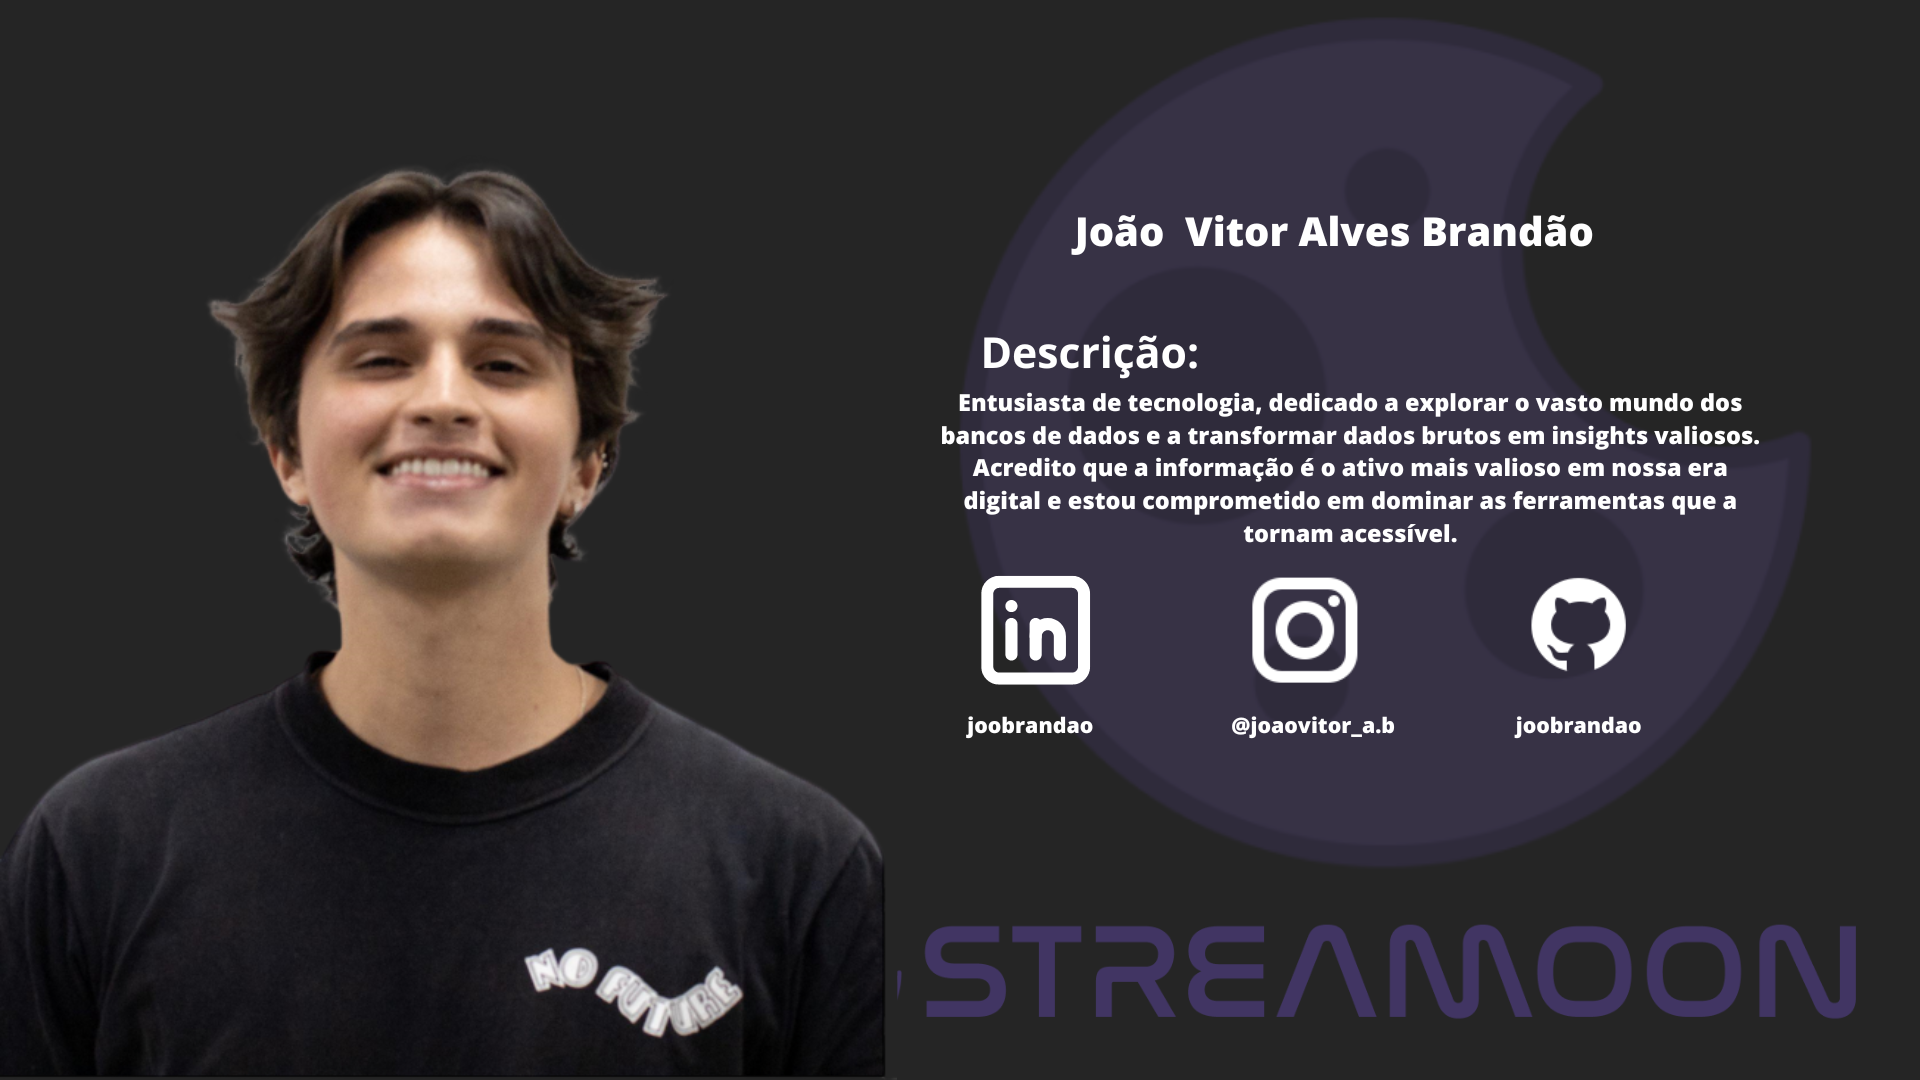 João  Vitor Alves Brandão
Descrição:
Entusiasta de tecnologia, dedicado a explorar o vasto mundo dos
bancos de dados e a transformar dados brutos em insights valiosos.
Acredito que a informação é o ativo mais valioso em nossa era
digital e estou comprometido em dominar as ferramentas que a
tornam acessível.
in
joobrandao
@joaovitor_a.b
joobrandao
NO FUTURE
STREAMOON